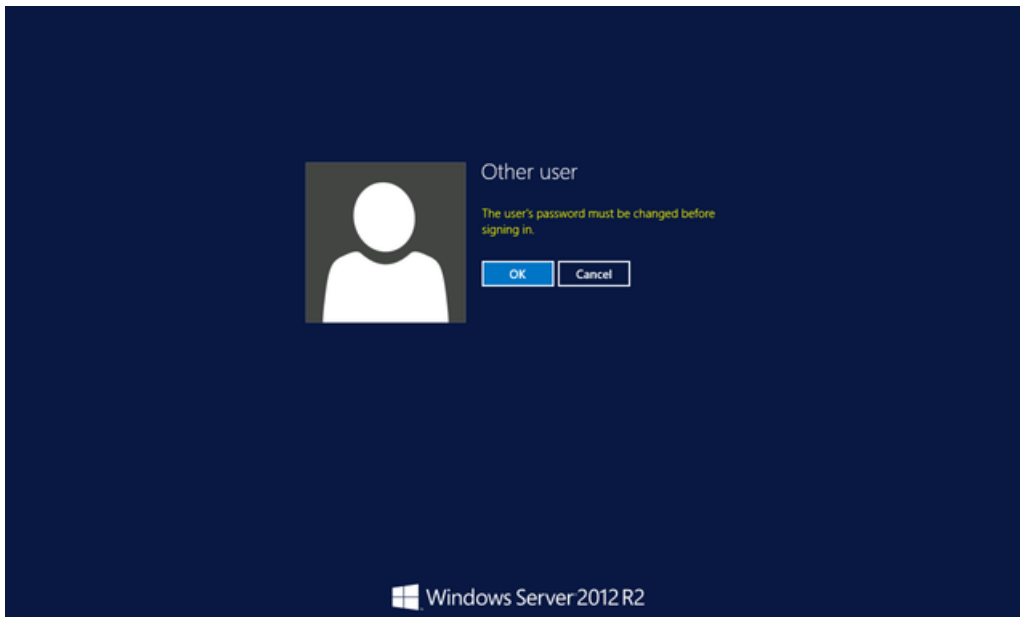 Other user
The user's password must be changed before
signing in.
OK
Cancel
Windows Server 2012 R2